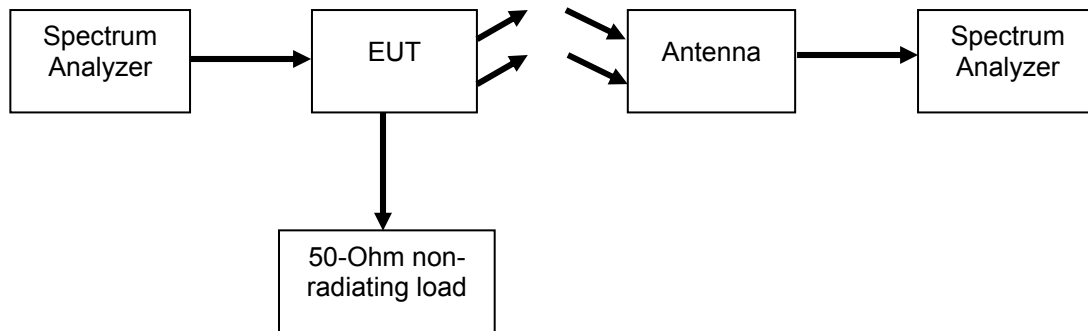 Spectrum
Analyzer
EUT
Antenna
Spectrum
Analyzer
50-Ohm non-
radiating load